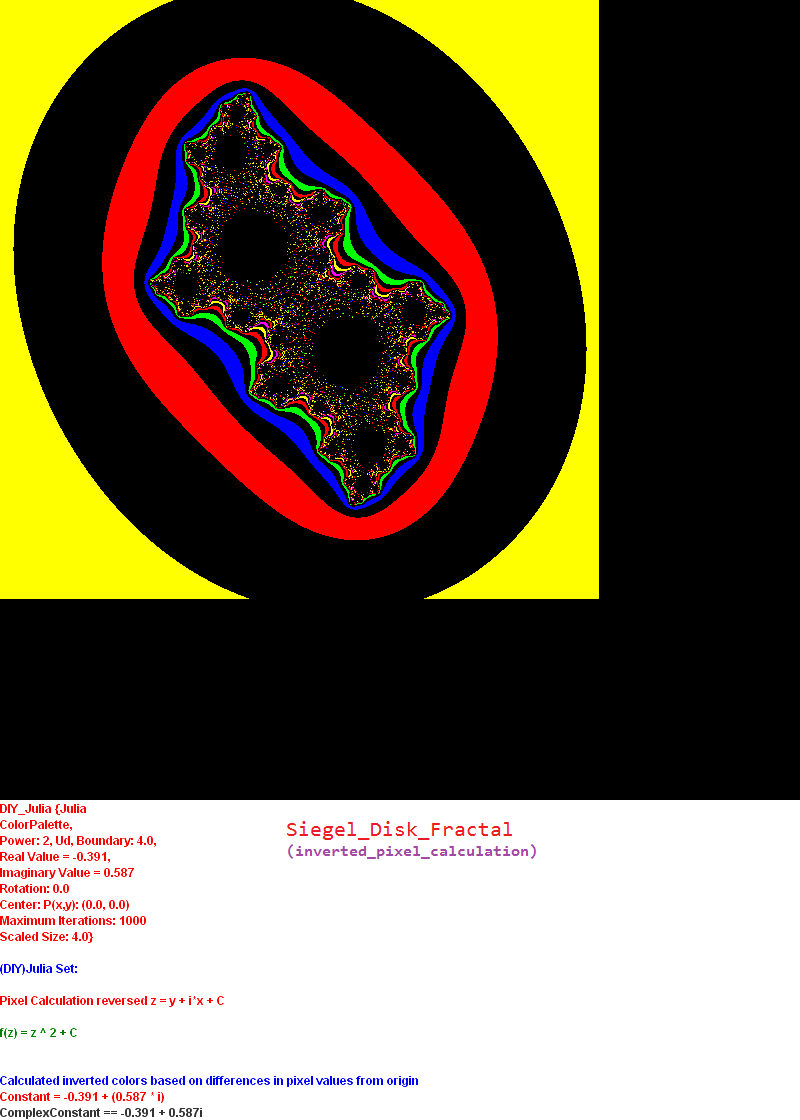 DIY_Julia {Julia
ColorPalette,
Power: 2, Ud, Boundary: 4.0,
Real Value = -0.391,
Imaginary Value = 0.587
Rotation: 0.0
Center: P(x,y): (0.0, 0.0)
Maximum Iterations: 1000
Scaled Size: 4.0}
Siegel_Disk_Fractal
(inverted_pixel_calculation)
(DIY)Julia Set:
Pixel Calculation reversed z = y + i*x + C
f(z) = z ^ 2 + C
Calculated inverted colors based on differences in pixel values from origin
Constant = -0.391 + (0.587 * i)
ComplexConstant == -0.391 + 0.587i